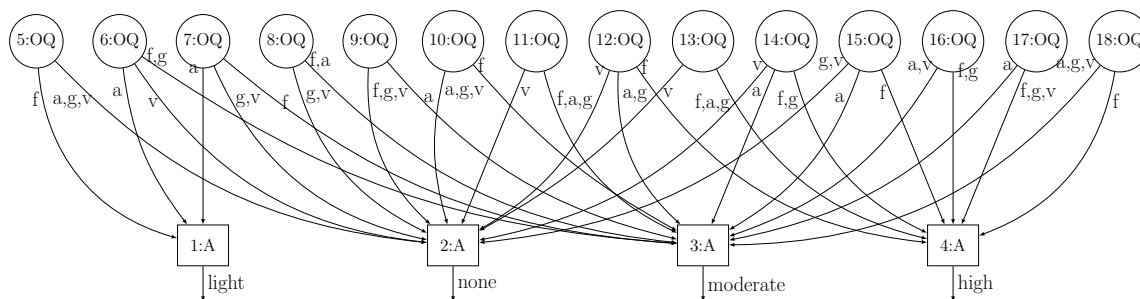 5:OQ 6:OQ 7:OQ 8:OQ 9:OQ 10:OQ 11:OQ 12:OQ 13:OQ 14:OQ 15:OQ 16:OQ 17:OQ 18:OQ
f,g a f,a f v f v g,v a,v f,g a a,g,v
f a,g,v a v g,v f g,v f,g,v a a,g,v v f,a,g a,g v f,a,g a f,g a f f,g,v f
1:A 2:A 3:A 4:A
light none moderate high